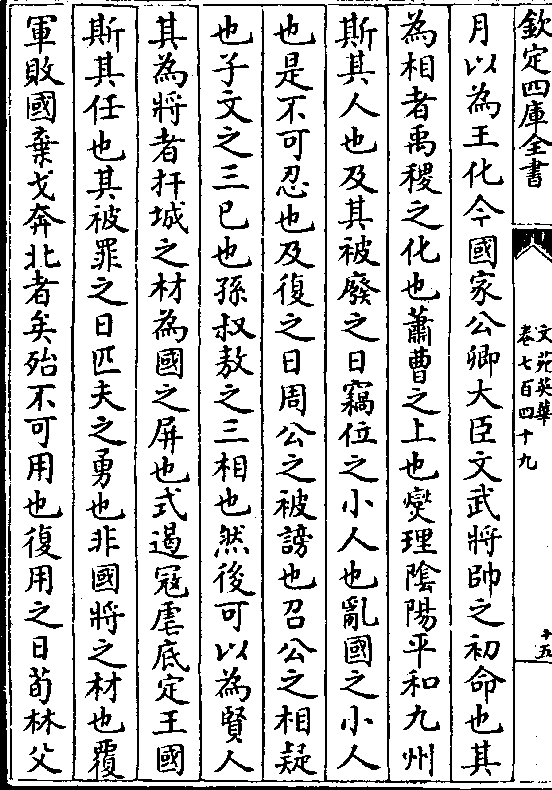 欽定四庫全書
文苑英華
卷七百四十九
十五
月以為王化今國家公卿大臣文武將帥之初命也其
為相者禹稷之化也蕭曹之上也燮理隂陽平和九州
斯其人也及其被廢之日竊位之小人也亂國之小人
也是不可忍也及復之日周公之被謗也召公之相疑
也子文之三已也孫叔敖之三相也然後可以為賢人
其為將者扞城之材為國之屏也式遏冦虐底定王國
斯其任也其被罪之日匹夫之勇也非國將之材也覆
軍敗國棄戈奔北者矣殆不可用也復用之日荀林父